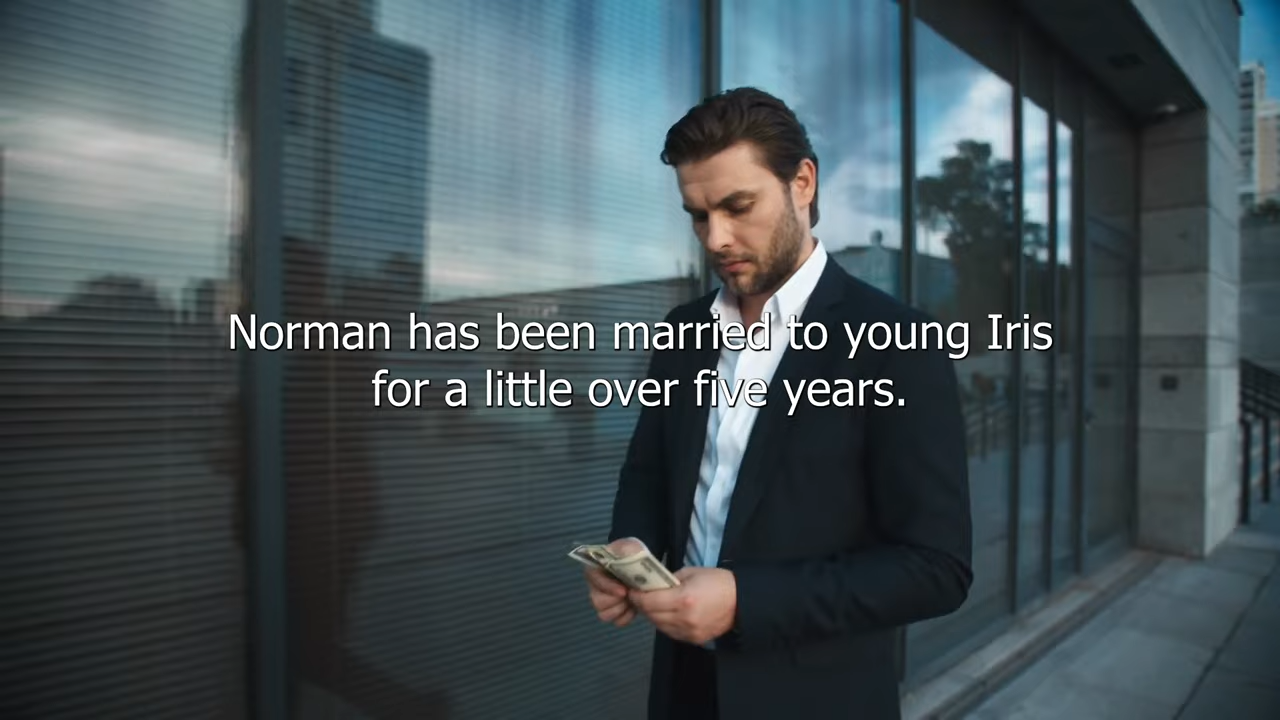 Norman has been married to young Iris
for a little over five years.